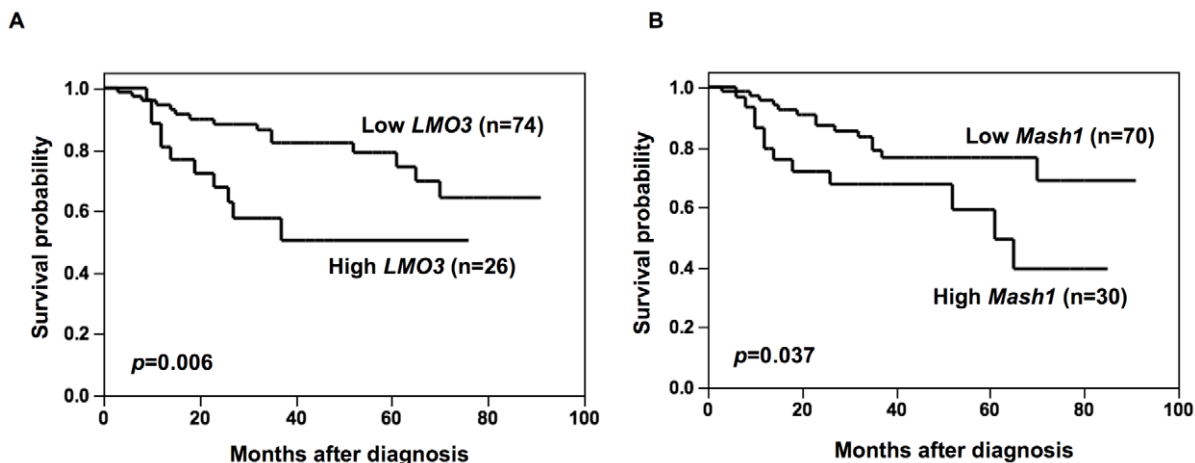 A
Survival probability
1.0
0.8
0.6
0.4
0.2
0.0
Low LMO3 (n=74)
High LMO3 (n=26)
p=0.006
0 20 40 60 80 100
Months after diagnosis
B
Survival probability
1.0
0.8
0.6
0.4
0.2
0.0
Low Mash1 (n=70)
High Mash1 (n=30)
p=0.037
0 20 40 60 80 100
Months after diagnosis